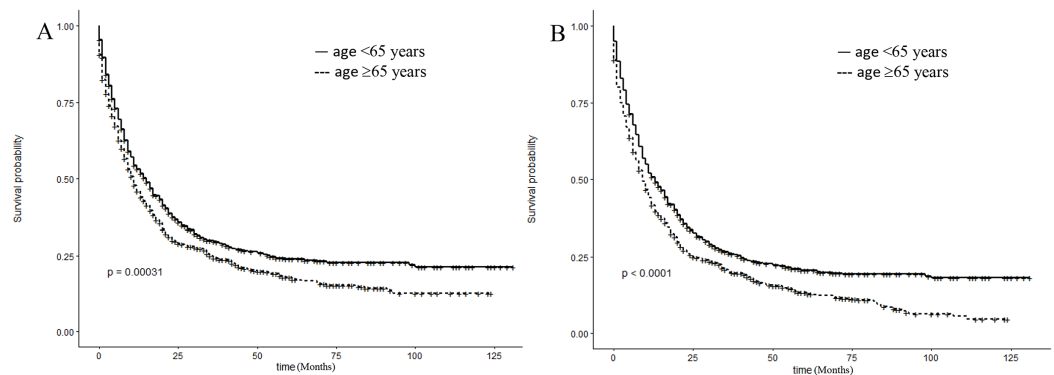 A
1.00
0.75
0.50
0.25
0.00
Survival probability
age <65 years
age ≥65 years
p = 0.00031
0
25
50
75
100
125
time (Months)
B
1.00
0.75
0.50
0.25
0.00
Survival probability
age <65 years
age ≥65 years
p < 0.0001
0
25
50
75
100
125
time (Months)